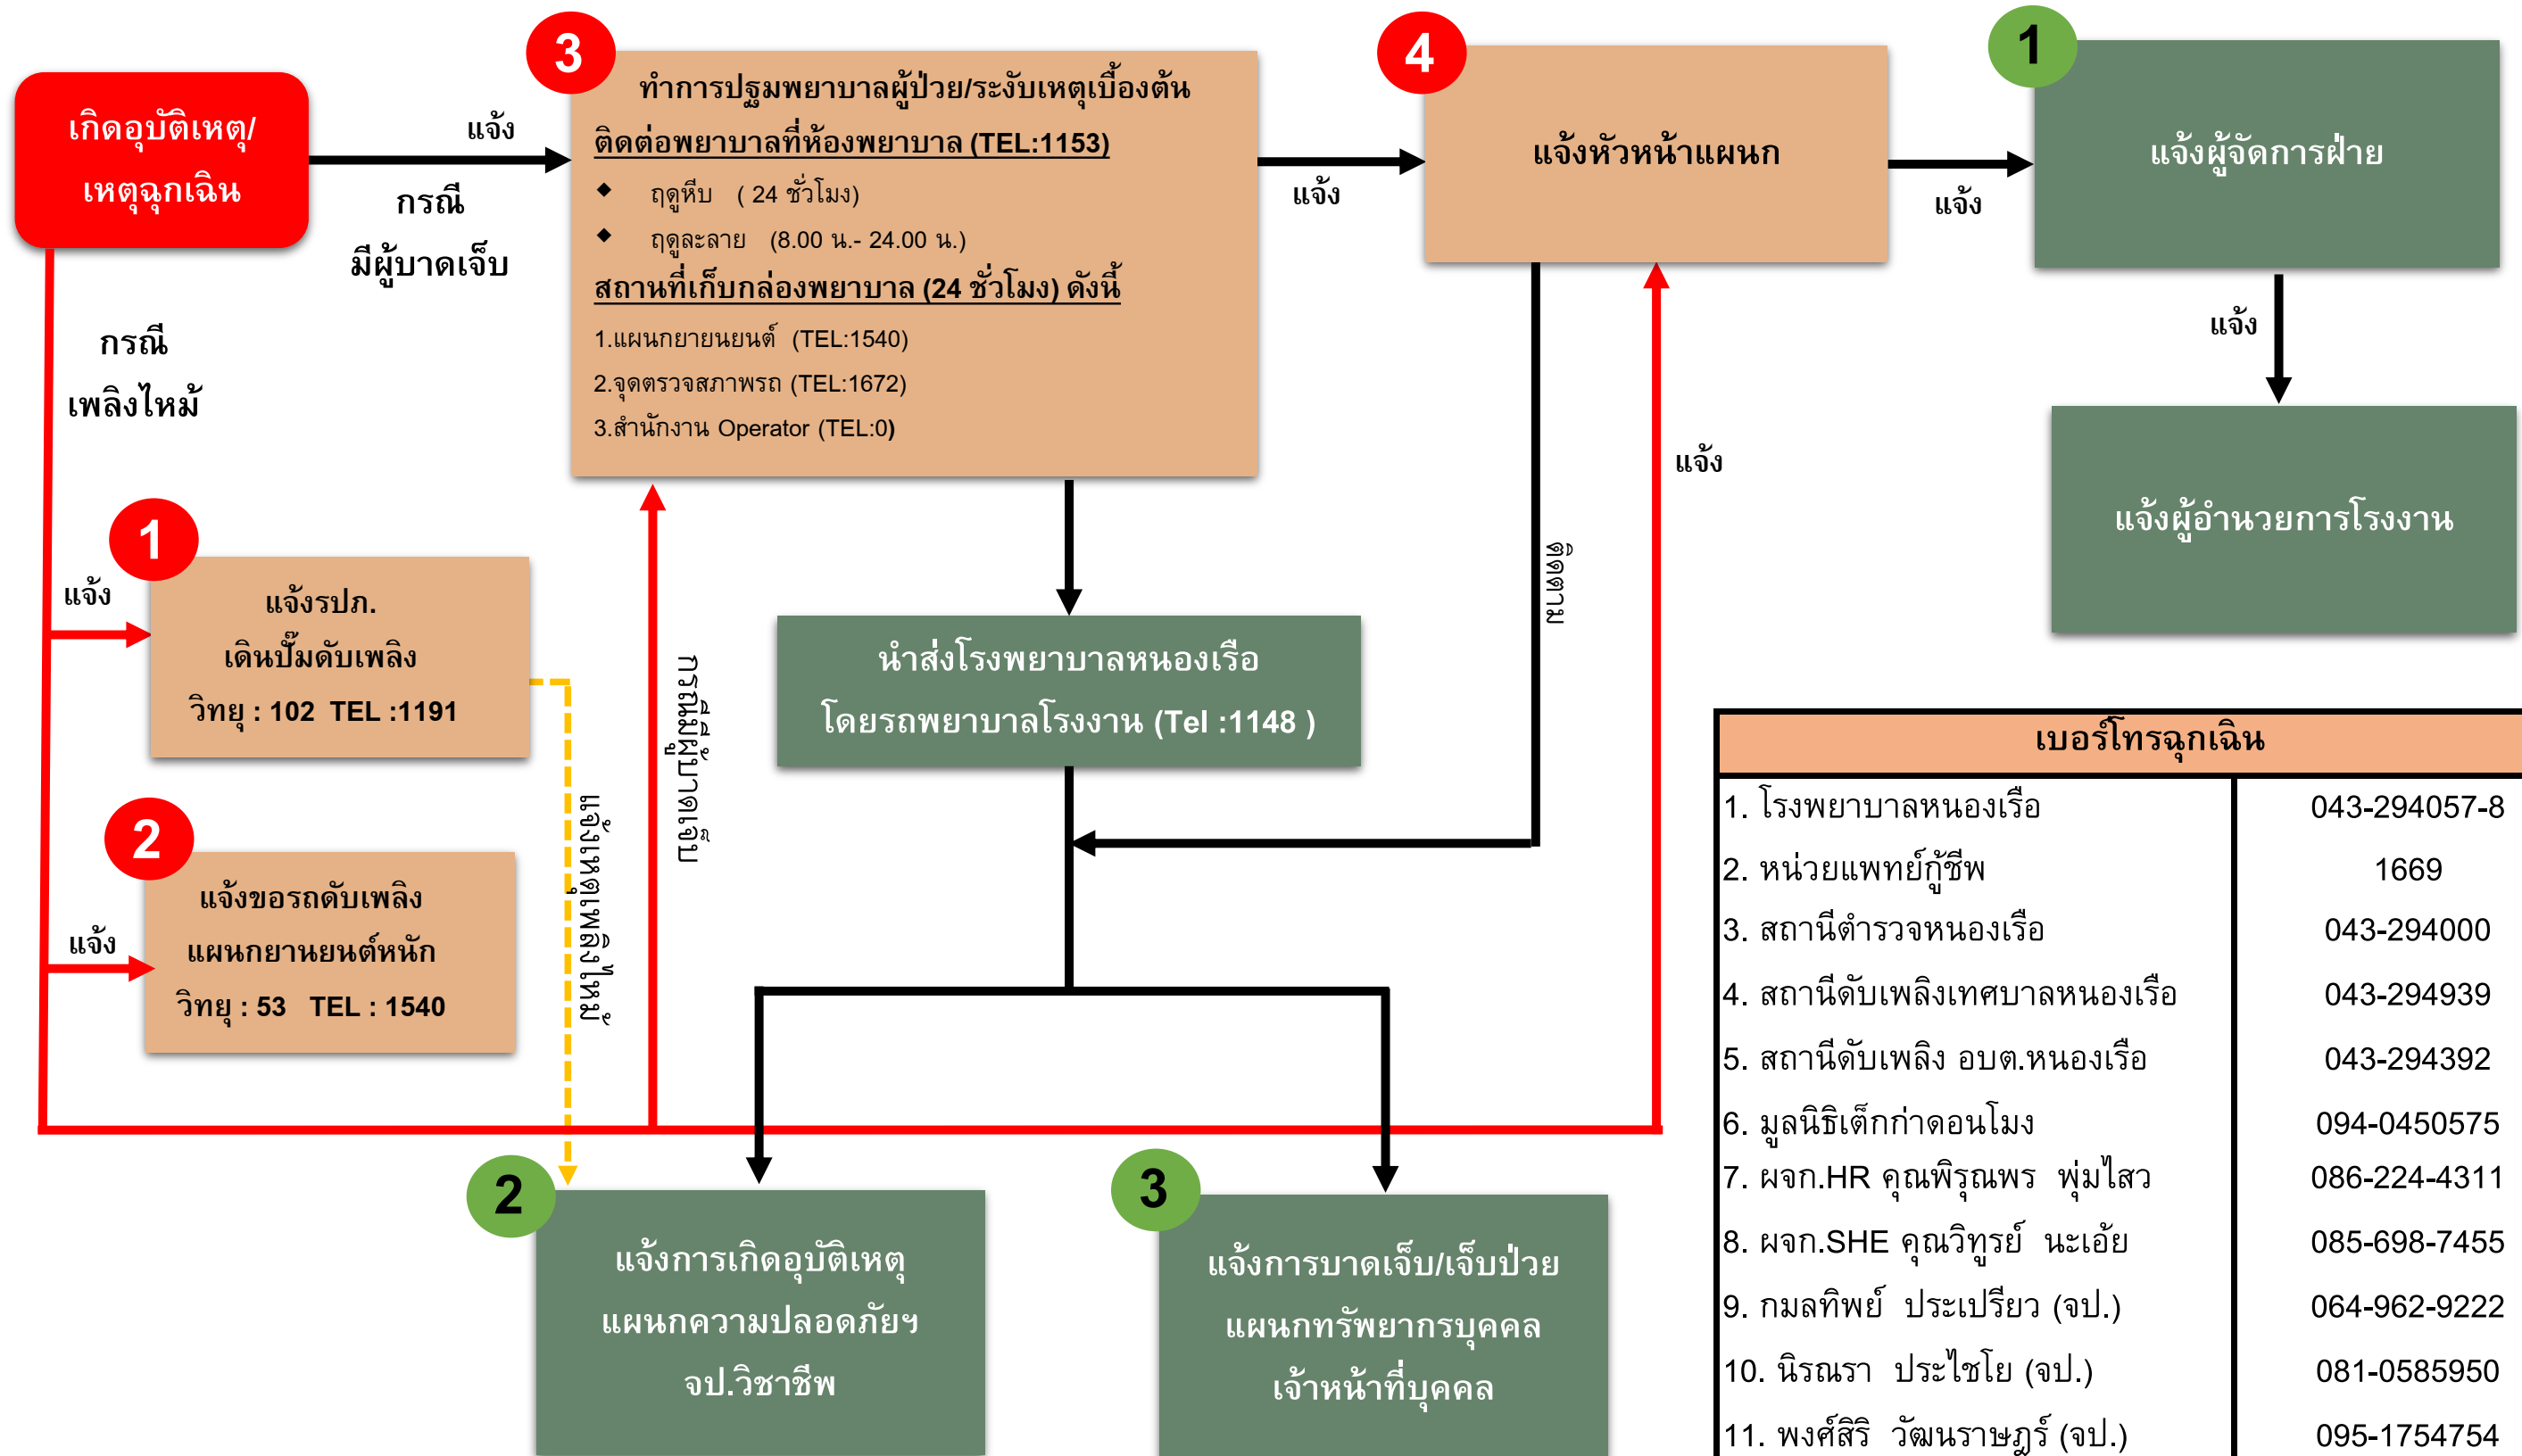 เกิดอุบัติเหตุ/
เหตุฉุกเฉิน
แจ้ง
กรณี
มีผู้บาดเจ็บ
3
ทำการปฐมพยาบาลผู้ป่วย/ระงับเหตุเบื้องต้น
ติดต่อพยาบาลที่ห้องพยาบาล (TEL:1153)
◆ ฤดูหีบ ( 24 ชั่วโมง)
◆ ฤดูละลาย (8.00 น.- 24.00 น.)
สถานที่เก็บกล่องพยาบาล (24 ชั่วโมง) ดังนี้
1.แผนกยายนยนต์ (TEL:1540)
2.จุดตรวจสภาพรถ (TEL:1672)
3.สำนักงาน Operator (TEL:0)
แจ้ง
4
แจ้งหัวหน้าแผนก
แจ้ง
1
แจ้งผู้จัดการฝ่าย
แจ้ง
แจ้งผู้อำนวยการโรงงาน
กรณี
เพลิงไหม้
แจ้ง
1
แจ้งรปภ.
เดินปั๊มดับเพลิง
วิทยุ : 102 TEL :1191
แจ้ง
2
แจ้งขอรถดับเพลิง
แผนกยานยนต์หนัก
วิทยุ : 53 TEL : 1540
แจ้งเหตุเพลิงไหม้
กรณีมีผู้บาดเจ็บ
นำส่งโรงพยาบาลหนองเรือ
โดยรถพยาบาลโรงงาน (Tel :1148 )
ติดตาม
แจ้ง
2
แจ้งการเกิดอุบัติเหตุ
แผนกความปลอดภัยฯ
จป.วิชาชีพ
3
แจ้งการบาดเจ็บ/เจ็บป่วย
แผนกทรัพยากรบุคคล
เจ้าหน้าที่บุคคล
เบอร์โทรฉุกเฉิน
1. โรงพยาบาลหนองเรือ 043-294057-8
2. หน่วยแพทย์กู้ชีพ 1669
3. สถานีตำรวจหนองเรือ 043-294000
4. สถานีดับเพลิงเทศบาลหนองเรือ 043-294939
5. สถานีดับเพลิง อบต.หนองเรือ 043-294392
6. มูลนิธิเต็กก่าดอนโมง 094-0450575
7. ผจก.HR คุณพิรุณพร พุ่มไสว 086-224-4311
8. ผจก.SHE คุณวิทูรย์ นะเอ้ย 085-698-7455
9. กมลทิพย์ ประเปรียว (จป.) 064-962-9222
10. นิรณรา ประไชโย (จป.) 081-0585950
11. พงศ์สิริ วัฒนราษฎร์ (จป.) 095-1754754